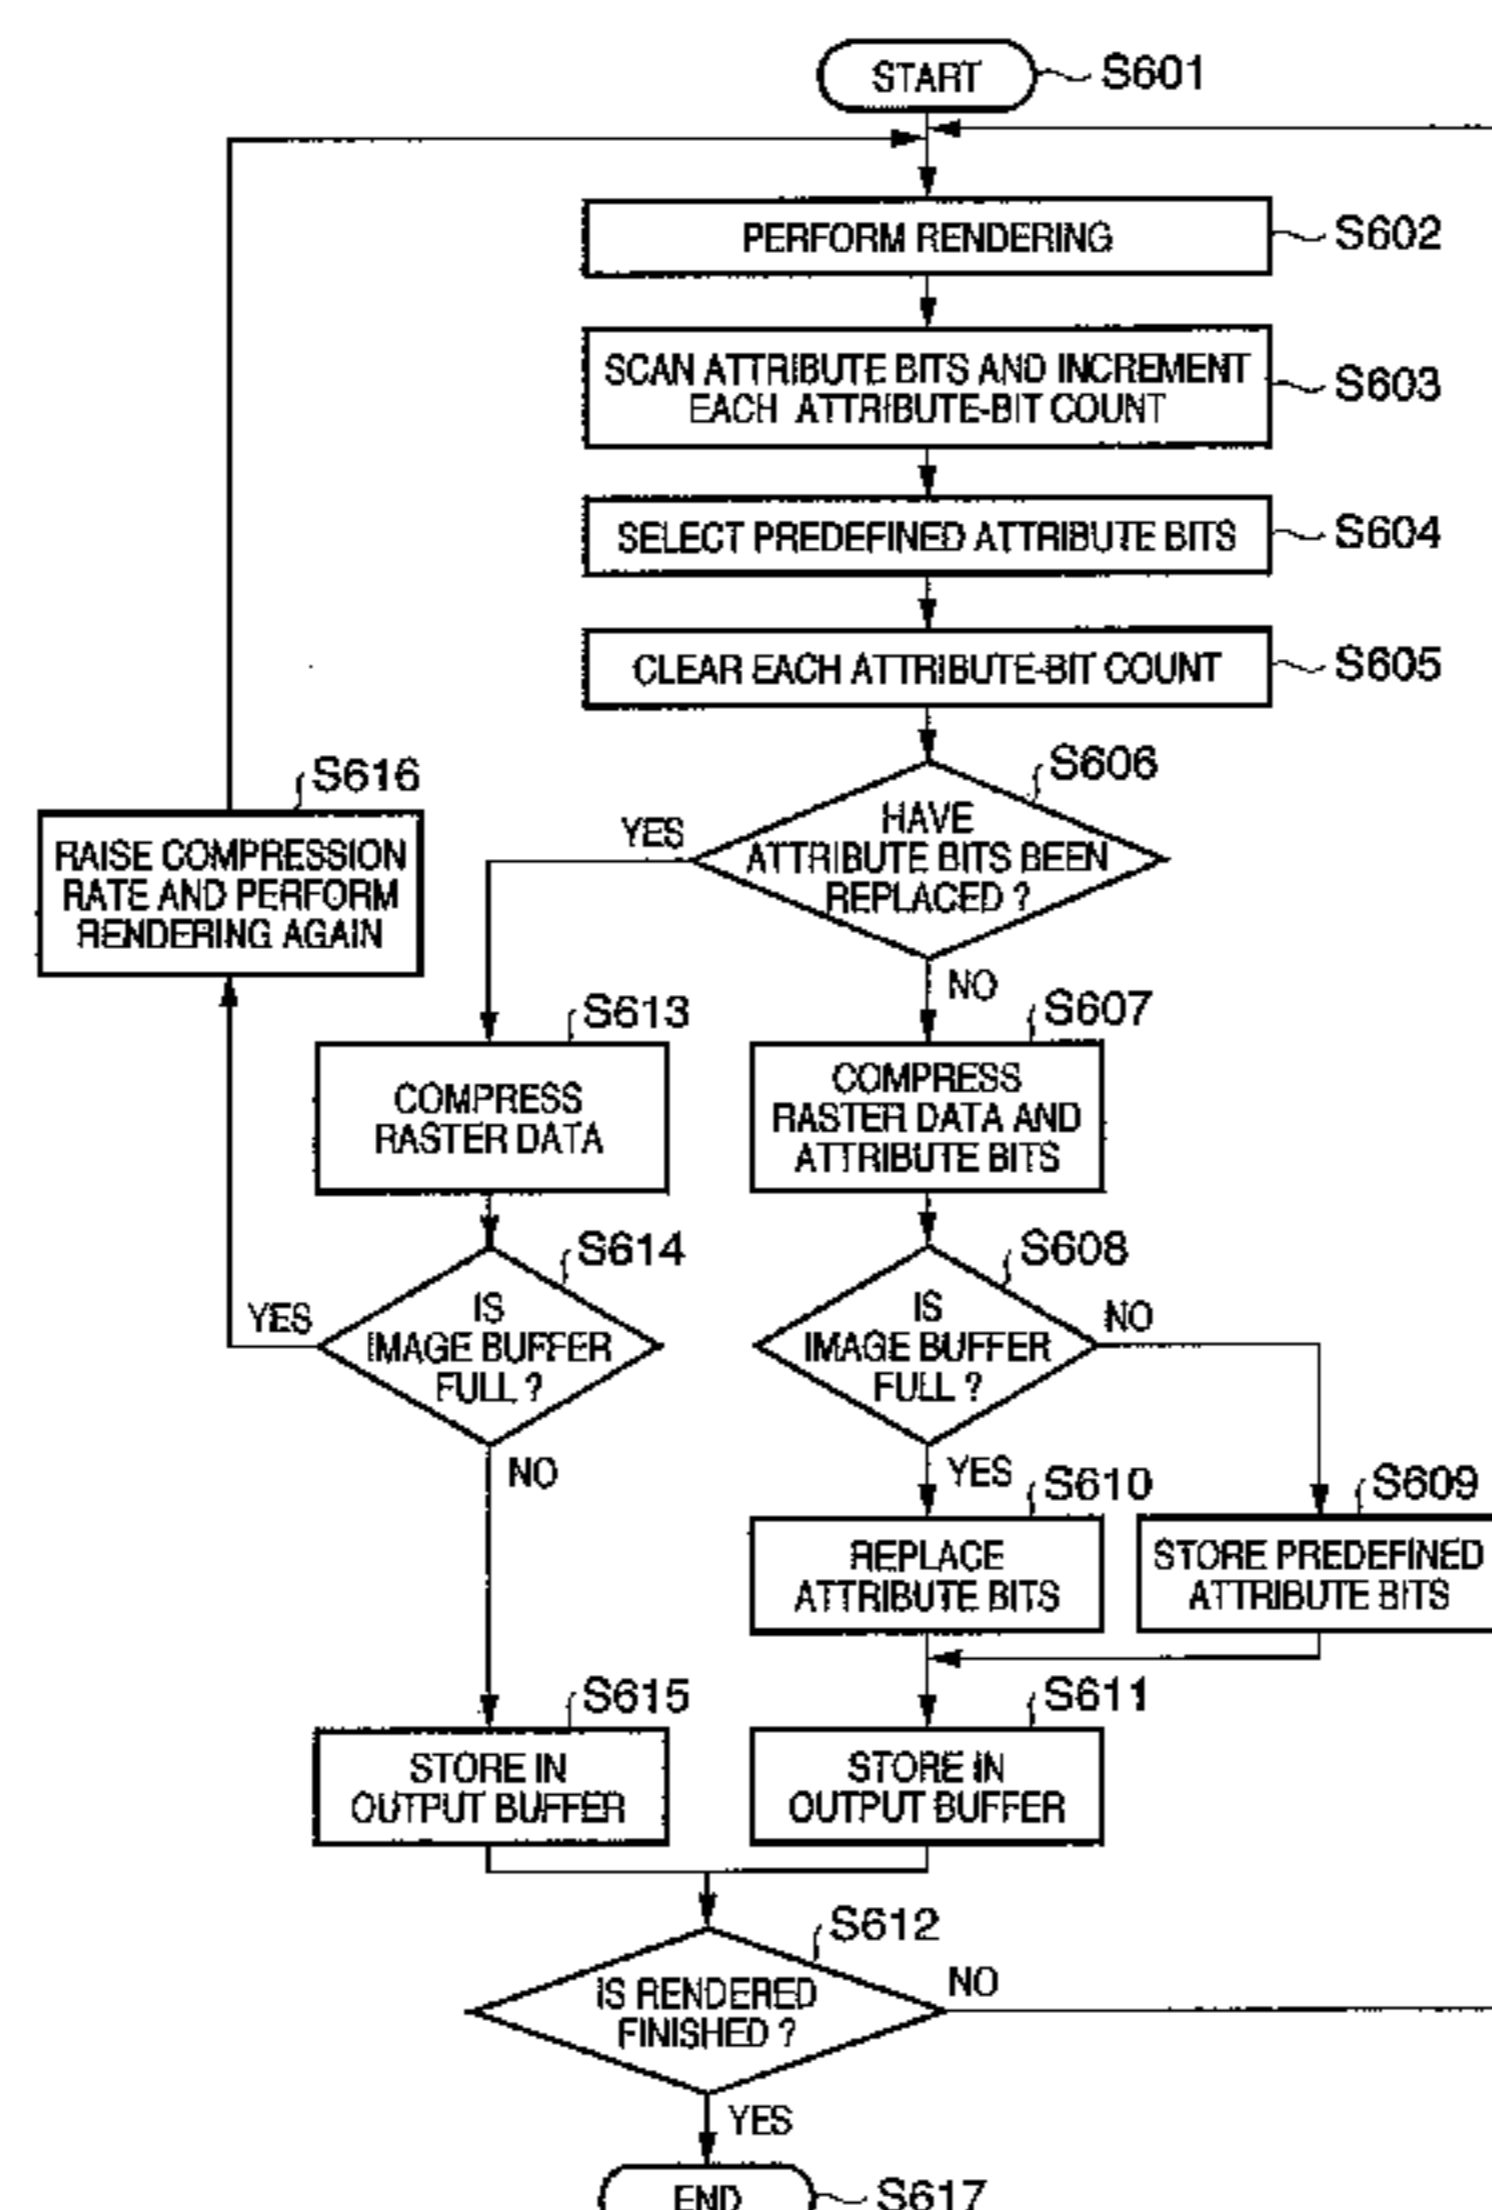 START
S601
PERFORM RENDERING
S602
SCAN ATTRIBUTE BITS AND INCREMENT
EACH ATTRIBUTE-BIT COUNT
S603
SELECT PREDEFINED ATTRIBUTE BITS
S604
CLEAR EACH ATTRIBUTE-BIT COUNT
S605
S606
HAVE
ATTRIBUTE BITS BEEN
REPLACED ?
YES
NO
S616
RAISE COMPRESSION
RATE AND PERFORM
RENDERING AGAIN
S613
COMPRESS
RASTER DATA
S607
COMPRESS
RASTER DATA AND
ATTRIBUTE BITS
S614
IS
IMAGE BUFFER
FULL ?
YES
NO
S608
IS
IMAGE BUFFER
FULL ?
NO
YES
S610
REPLACE
ATTRIBUTE BITS
S609
STORE PREDEFINED
ATTRIBUTE BITS
S615
STORE IN
OUTPUT BUFFER
S611
STORE IN
OUTPUT BUFFER
S612
IS RENDERED
FINISHED ?
NO
YES
END
S617